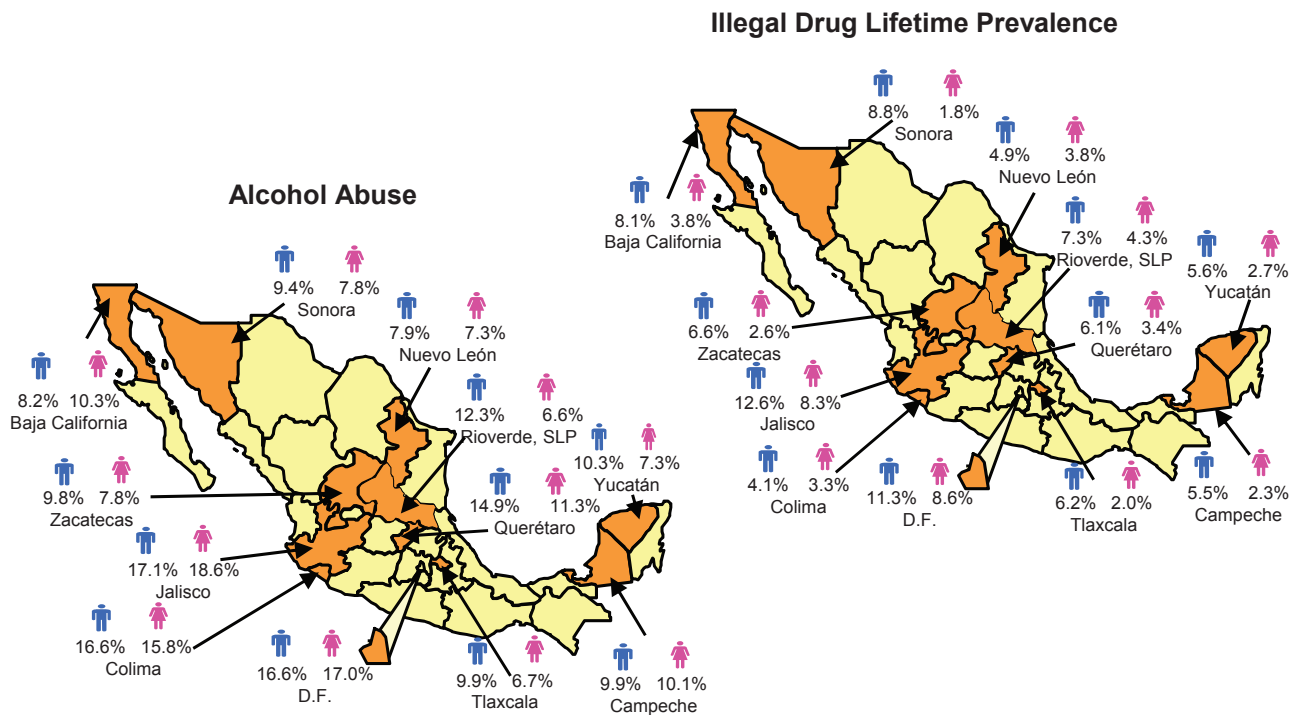 Illegal Drug Lifetime Prevalence
8.8% 1.8%
Sonora
4.9% 3.8%
Nuevo León
8.1% 3.8%
Baja California
7.3% 4.3%
Rioverde, SLP
5.6% 2.7%
Yucatán
6.6% 2.6%
Zacatecas
6.1% 3.4%
Querétaro
12.6% 8.3%
Jalisco
4.1% 3.3%
Colima
11.3% 8.6%
D.F.
6.2% 2.0%
Tlaxcala
5.5% 2.3%
Campeche
Alcohol Abuse
9.4% 7.8%
Sonora
7.9% 7.3%
Nuevo León
8.2% 10.3%
Baja California
12.3% 6.6%
Rioverde, SLP
10.3% 7.3%
Yucatán
9.8% 7.8%
Zacatecas
14.9% 11.3%
Querétaro
17.1% 18.6%
Jalisco
16.6% 15.8%
Colima
16.6% 17.0%
D.F.
9.9% 6.7%
Tlaxcala
9.9% 10.1%
Campeche